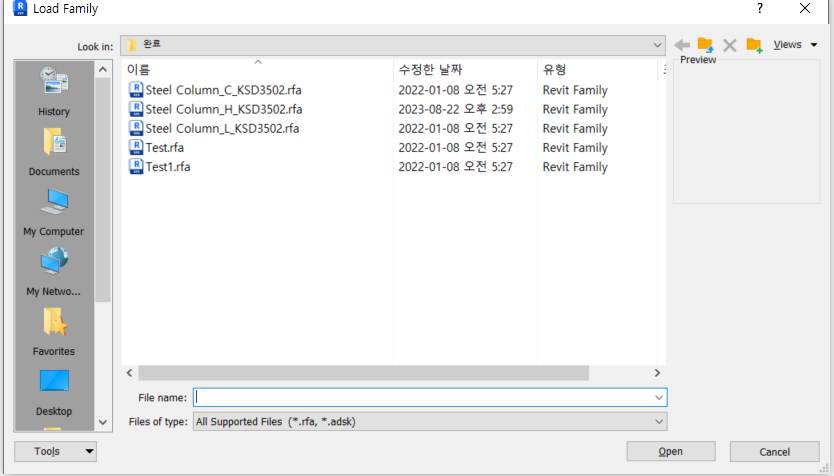 Load Family
?
Look in: 완료
Views
이름 수정한 날짜 유형
Preview
Steel Column_C_KSD3502.rfa 2022-01-08 오전 5:27 Revit Family
Steel Column_H_KSD3502.rfa 2023-08-22 오후 2:59 Revit Family
Steel Column_L_KSD3502.rfa 2022-01-08 오전 5:27 Revit Family
Test.rfa 2022-01-08 오전 5:27 Revit Family
Test1.rfa 2022-01-08 오전 5:27 Revit Family
History
Documents
My Computer
My Netwo...
Favorites
Desktop
File name:
Files of type: All Supported Files (*.rfa, *.adsk)
Tools
Open
Cancel